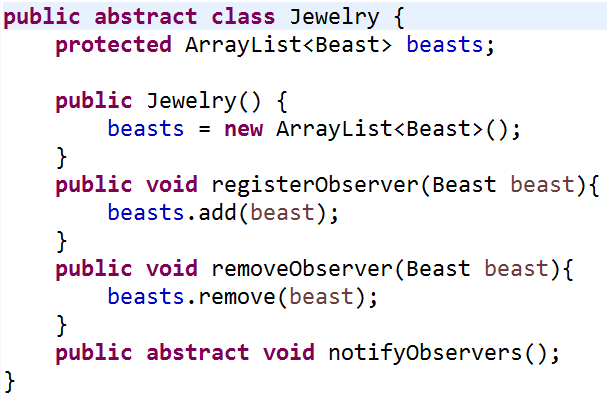 public abstract class Jewelry {
    protected ArrayList<Beast> beasts;

    public Jewelry() {
        beasts = new ArrayList<Beast>();
    }
    public void registerObserver(Beast beast){
        beasts.add(beast);
    }
    public void removeObserver(Beast beast){
        beasts.remove(beast);
    }
    public abstract void notifyObservers();
}